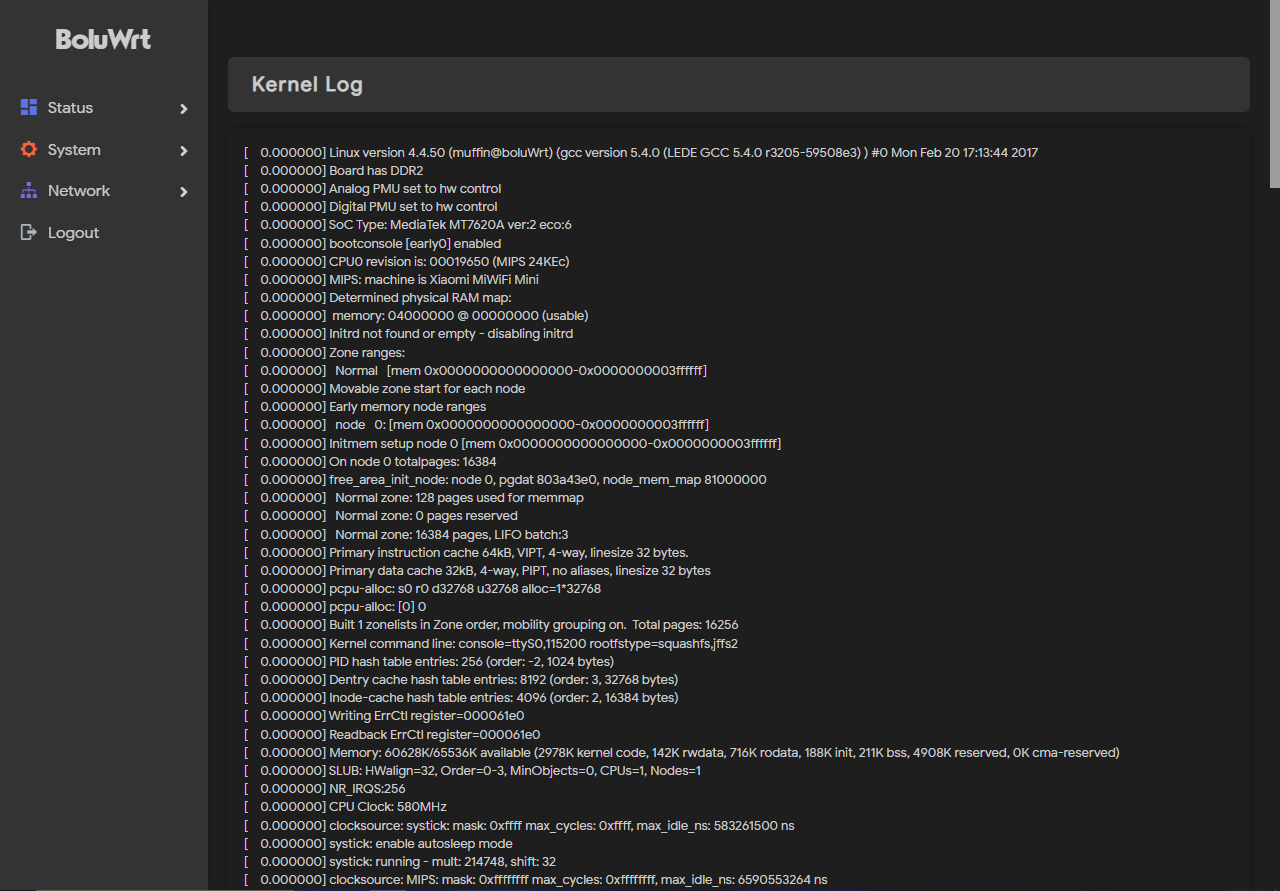 BoluWrt
Status
System
Network
Logout
Kernel Log
[    0.000000] Linux version 4.4.50 (muffin@boluWrt) (gcc version 5.4.0 (LEDE GCC 5.4.0 r3205-59508e3) ) #0 Mon Feb 20 17:13:44 2017
[    0.000000] Board has DDR2
[    0.000000] Analog PMU set to hw control
[    0.000000] Digital PMU set to hw control
[    0.000000] SoC Type: MediaTek MT7620A ver:2 eco:6
[    0.000000] bootconsole [early0] enabled
[    0.000000] CPU0 revision is: 00019650 (MIPS 24KEc)
[    0.000000] MIPS: machine is Xiaomi MiWiFi Mini
[    0.000000] Determined physical RAM map:
[    0.000000]  memory: 04000000 @ 00000000 (usable)
[    0.000000] Initrd not found or empty - disabling initrd
[    0.000000] Zone ranges:
[    0.000000]   Normal   [mem 0x0000000000000000-0x0000000003ffffff]
[    0.000000] Movable zone start for each node
[    0.000000] Early memory node ranges
[    0.000000]   node   0: [mem 0x0000000000000000-0x0000000003ffffff]
[    0.000000] Initmem setup node 0 [mem 0x0000000000000000-0x0000000003ffffff]
[    0.000000] On node 0 totalpages: 16384
[    0.000000] free_area_init_node: node 0, pgdat 803a43e0, node_mem_map 81000000
[    0.000000]   Normal zone: 128 pages used for memmap
[    0.000000]   Normal zone: 0 pages reserved
[    0.000000]   Normal zone: 16384 pages, LIFO batch:3
[    0.000000] Primary instruction cache 64kB, VIPT, 4-way, linesize 32 bytes.
[    0.000000] Primary data cache 32kB, 4-way, PIPT, no aliases, linesize 32 bytes
[    0.000000] pcpu-alloc: s0 r0 d32768 u32768 alloc=1*32768
[    0.000000] pcpu-alloc: [0] 0
[    0.000000] Built 1 zonelists in Zone order, mobility grouping on.  Total pages: 16256
[    0.000000] Kernel command line: console=ttyS0,115200 rootfstype=squashfs,jffs2
[    0.000000] PID hash table entries: 256 (order: -2, 1024 bytes)
[    0.000000] Dentry cache hash table entries: 8192 (order: 3, 32768 bytes)
[    0.000000] Inode-cache hash table entries: 4096 (order: 2, 16384 bytes)
[    0.000000] Writing ErrCtl register=000061e0
[    0.000000] Readback ErrCtl register=000061e0
[    0.000000] Memory: 60628K/65536K available (2978K kernel code, 142K rwdata, 716K rodata, 188K init, 211K bss, 4908K reserved, 0K cma-reserved)
[    0.000000] SLUB: HWalign=32, Order=0-3, MinObjects=0, CPUs=1, Nodes=1
[    0.000000] NR_IRQS:256
[    0.000000] CPU Clock: 580MHz
[    0.000000] clocksource: systick: mask: 0xffff max_cycles: 0xffff, max_idle_ns: 583261500 ns
[    0.000000] systick: enable autosleep mode
[    0.000000] systick: running - mult: 214748, shift: 32
[    0.000000] clocksource: MIPS: mask: 0xffffffff max_cycles: 0xffffffff, max_idle_ns: 6590553264 ns